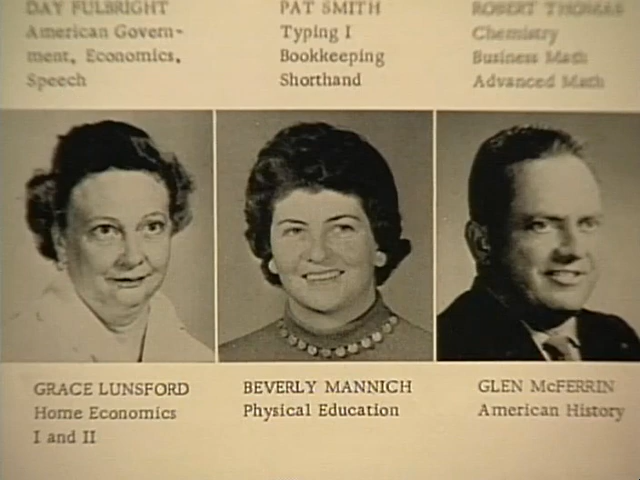 DAY FULBRIGHT
American Govern-
ment, Economics,
Speech
PAT SMITH
Typing I
Bookkeeping
Shorthand
ROBERT THOMAS
Chemistry
Business Math
Advanced Math
GRACE LUNSFORD
Home Economics
I and II
BEVERLY MANNICH
Physical Education
GLEN McFERRIN
American History